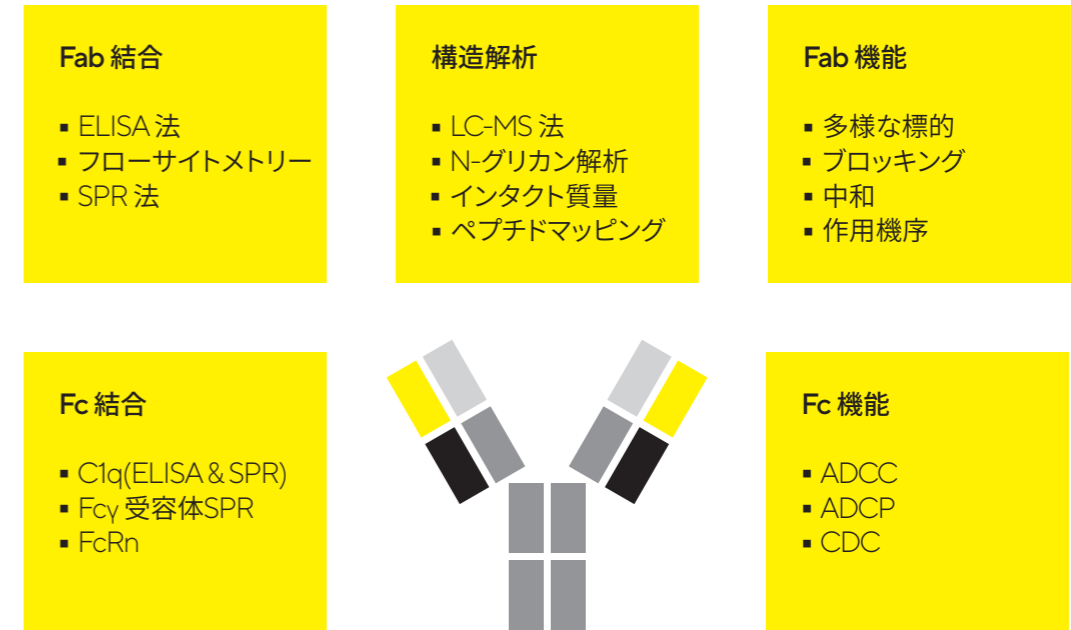 Fab 結合
▪ ELISA 法
▪ フローサイトメトリー
▪ SPR 法
構造解析
▪ LC-MS 法
▪ N-グリカン解析
▪ インタクト質量
▪ ペプチドマッピング
Fab 機能
▪ 多様な標的
▪ ブロッキング
▪ 中和
▪ 作用機序
Fc 結合
▪ C1q(ELISA & SPR)
▪ Fcγ 受容体SPR
▪ FcRn
Fc 機能
▪ ADCC
▪ ADCP
▪ CDC